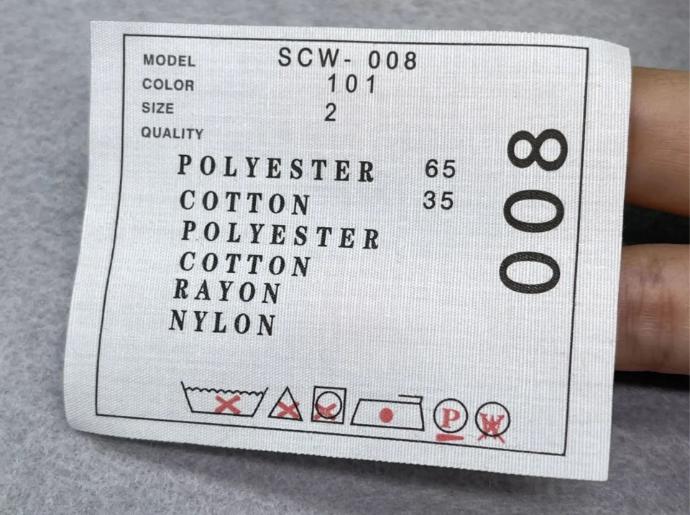 MODEL SCW- 008
COLOR 101
SIZE 2
QUALITY
POLYESTER 65
COTTON 35
POLYESTER
COTTON
RAYON
NYLON
P W
008